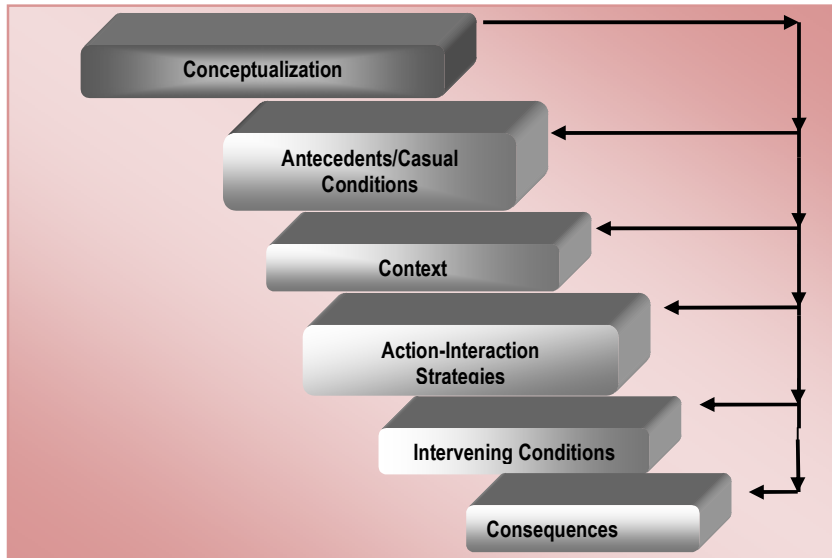 Conceptualization
Antecedents/Casual
Conditions
Context
Action-Interaction
Strategies
Intervening Conditions
Consequences